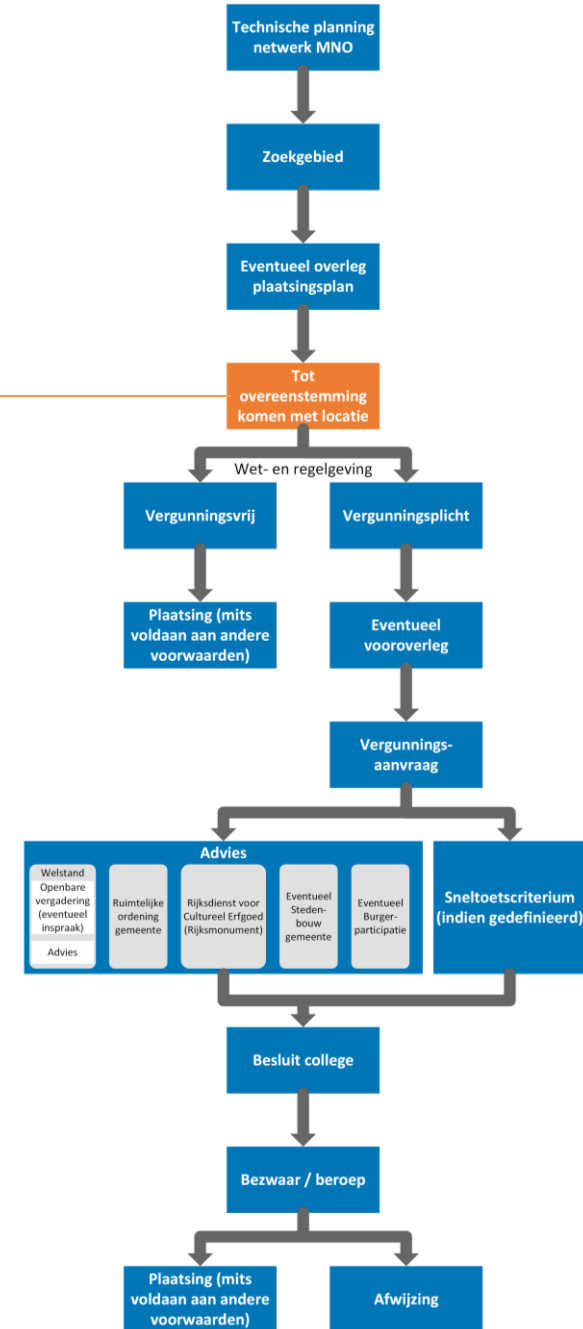 Technische planning
netwerk MNO
Zoekgebied
Eventueel overleg
plaatsingsplan
Tot
overeenstemming
komen met locatie
Wet- en regelgeving
Vergunningsvrij
Vergunningsplicht
Plaatsing (mits
voldaan aan andere
voorwaarden)
Eventueel
vooroverleg
Vergunnings-
aanvraag
Advies
Welstand
Openbare
vergadering
(eventueel
inspraak)
Advies
Ruimtelijke
ordening
gemeente
Rijksdienst voor
Cultureel Erfgoed
(Rijksmonument)
Eventueel
Steden-
bouw
gemeente
Eventueel
Burger-
participatie
Sneltoetscriterium
(indien gedefinieerd)
Besluit college
Bezwaar / beroep
Plaatsing (mits
voldaan aan andere
voorwaarden)
Afwijzing